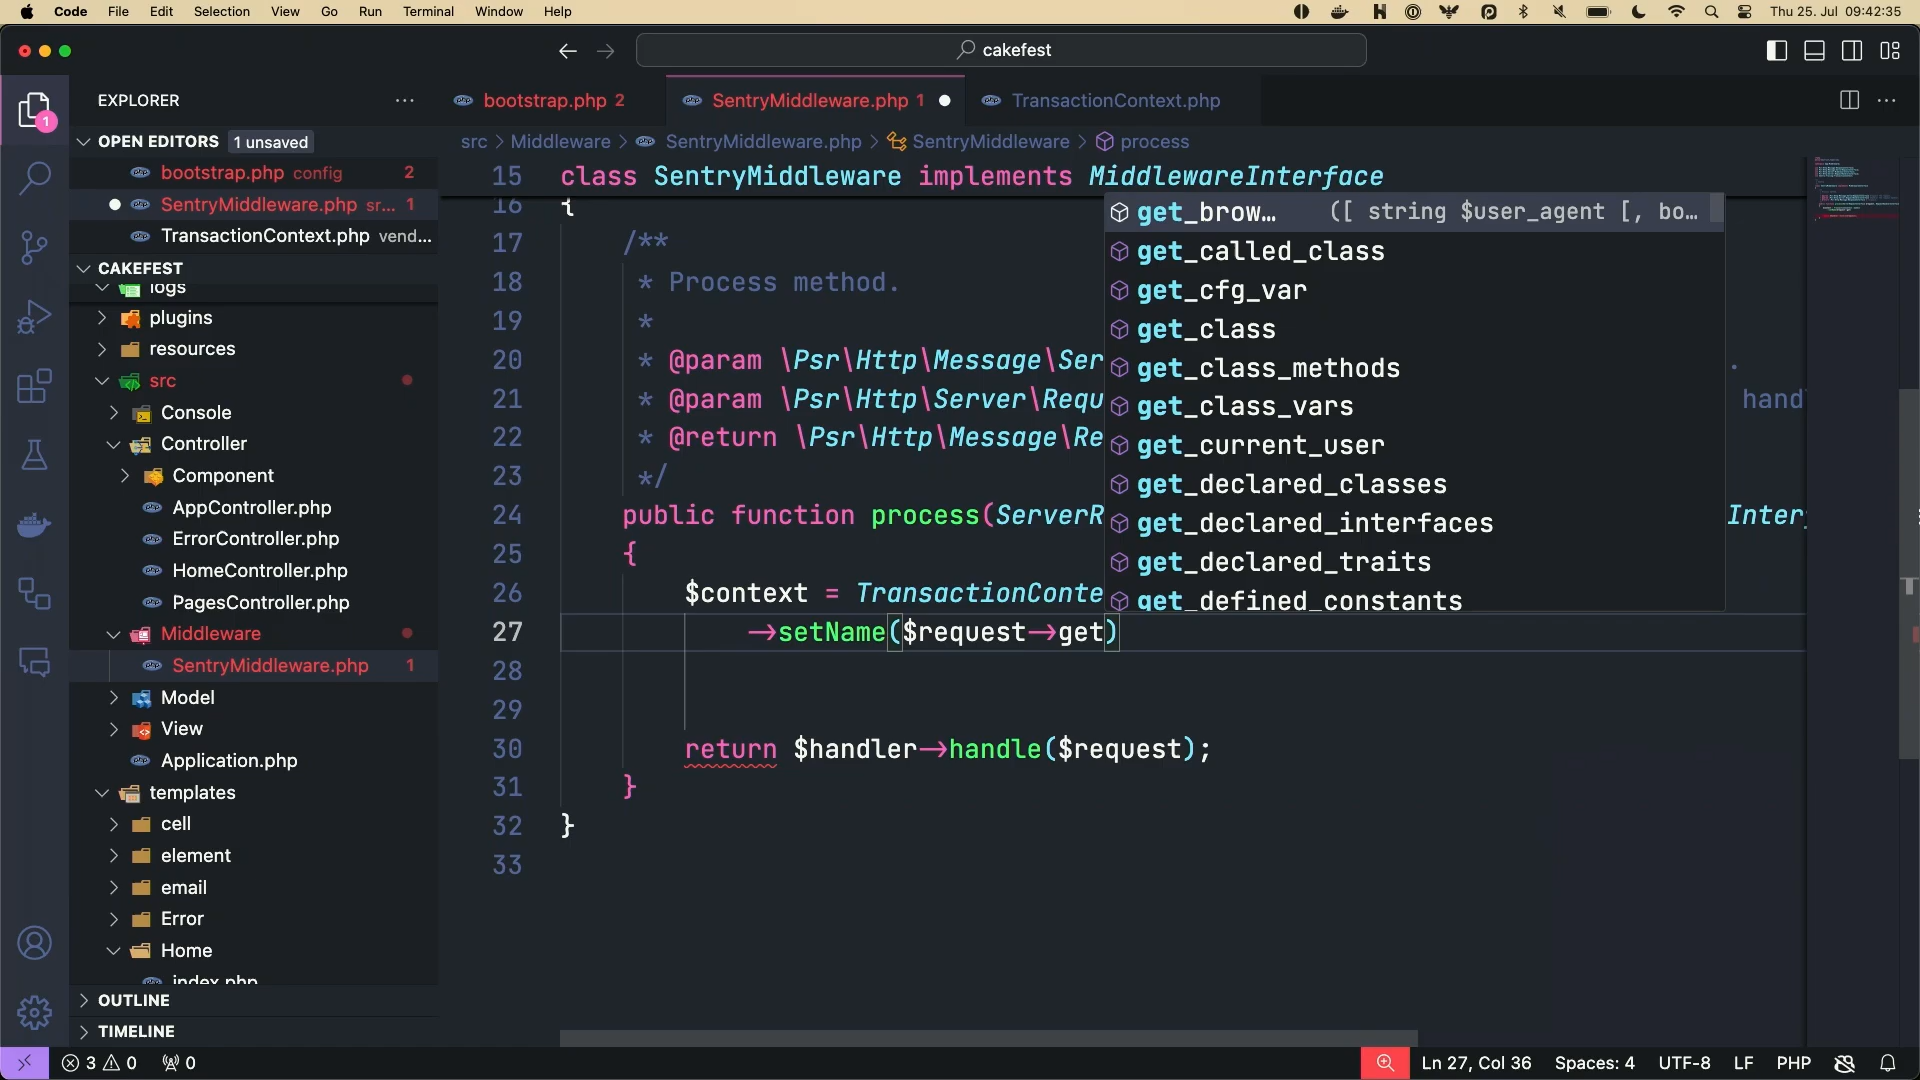 Code File Edit Selection View Go Run Terminal Window Help Thu 25. Jul 09:42:35
cakefest
EXPLORER
bootstrap.php 2
SentryMiddleware.php 1
TransactionContext.php
OPEN EDITORS 1 unsaved
bootstrap.php config 2
SentryMiddleware.php sr... 1
TransactionContext.php vend...
CAKEFEST
logs
plugins
resources
src
Console
Controller
Component
AppController.php
ErrorController.php
HomeController.php
PagesController.php
Middleware
SentryMiddleware.php 1
Model
View
Application.php
templates
cell
element
email
Error
Home
index.php
OUTLINE
TIMELINE
src > Middleware > SentryMiddleware.php > SentryMiddleware > process
15 class SentryMiddleware implements MiddlewareInterface
16 {
17 /**
18 * Process method.
19 *
20 * @param \Psr\Http\Message\Ser .
21 * @param \Psr\Http\Server\Requ hand
22 * @return \Psr\Http\Message\Re
23 */
24 public function process(ServerR Inter
25 {
26 $context = TransactionConte
27 ->setName($request->get)
28
29
30 return $handler->handle($request);
31 }
32 }
33
get_brow... ([ string $user_agent [, bo...
get_called_class
get_cfg_var
get_class
get_class_methods
get_class_vars
get_current_user
get_declared_classes
get_declared_interfaces
get_declared_traits
get_defined_constants
1
3 0 0 Ln 27, Col 36 Spaces: 4 UTF-8 LF PHP